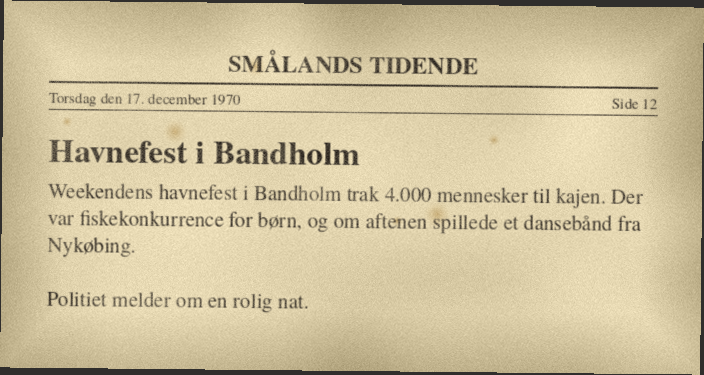 SMÅLANDS TIDENDE
Torsdag den 17. december 1970
Side 12
Havnefest i Bandholm
Weekendens havnefest i Bandholm trak 4.000 mennesker til kajen. Der
var fiskekonkurrence for børn, og om aftenen spillede et dansebånd fra
Nykøbing.
Politiet melder om en rolig nat.